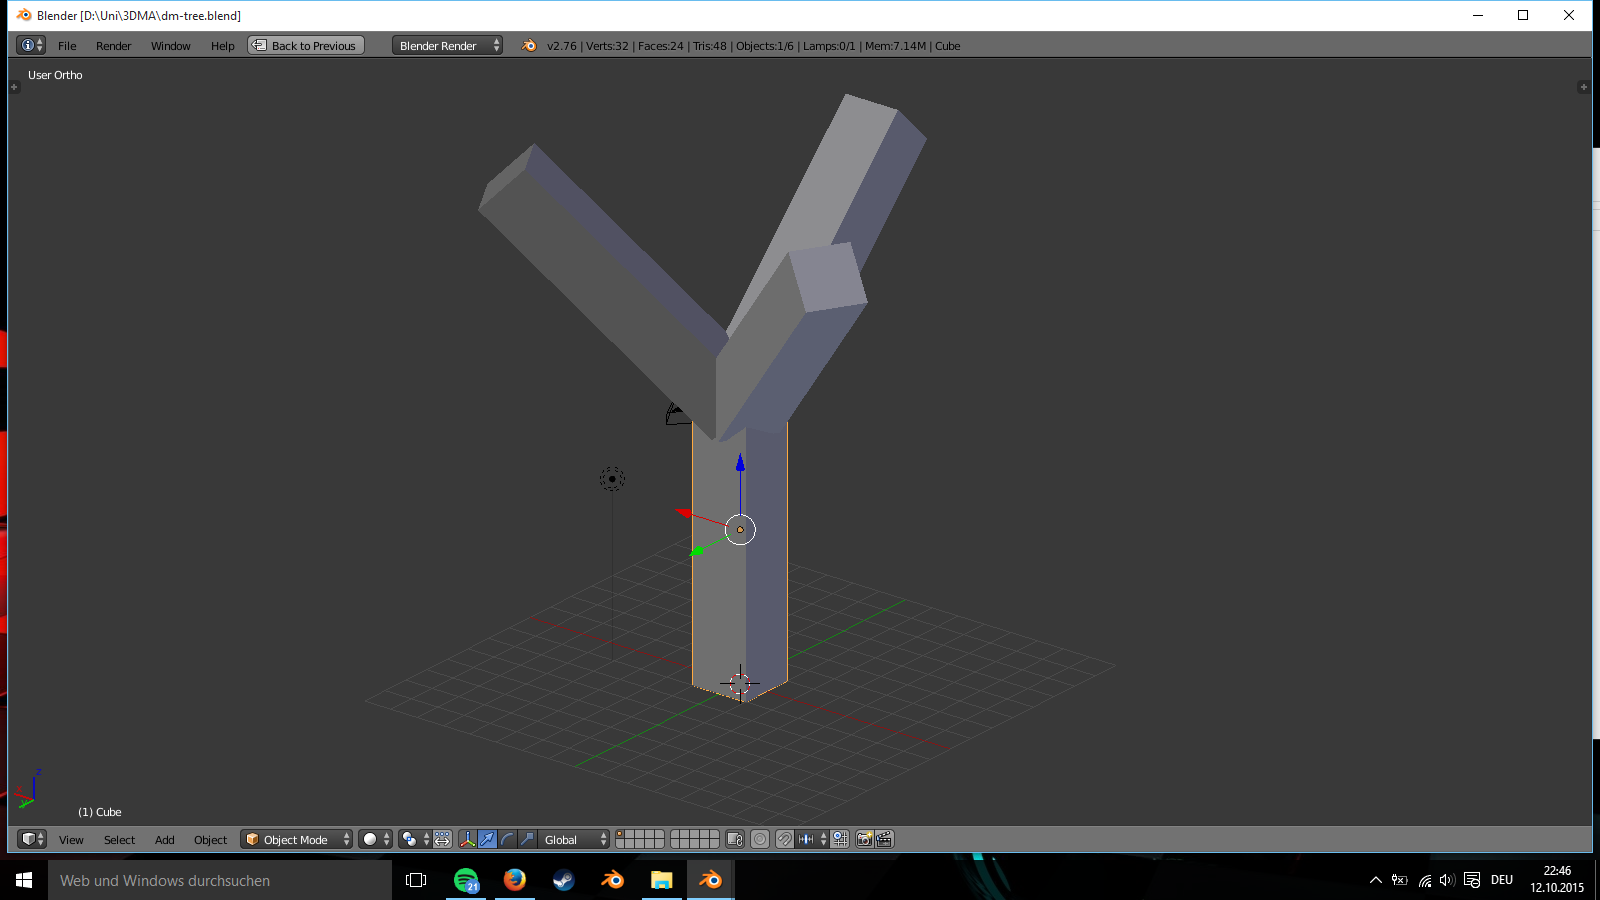 Blender [D:\Uni\3DMA\dm-tree.blend]
File Render Window Help Back to Previous Blender Render v2.76 | Verts:32 | Faces:24 | Tris:48 | Objects:1/6 | Lamps:0/1 | Mem:7.14M | Cube
User Ortho
z
y
(1) Cube
View Select Add Object Object Mode Global
Web und Windows durchsuchen
21
DEU
22:46
12.10.2015